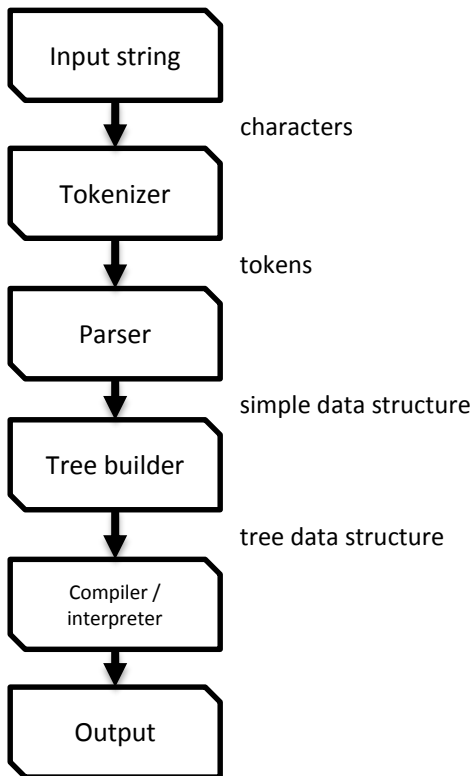 Input string
characters
Tokenizer
tokens
Parser
simple data structure
Tree builder
tree data structure
Compiler /
interpreter
Output